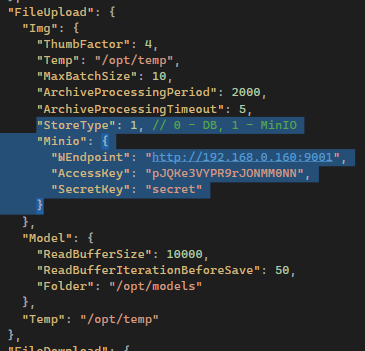 "FileUpload": {
"Img": {
"ThumbFactor": 4,
"Temp": "/opt/temp",
"MaxBatchSize": 10,
"ArchiveProcessingPeriod": 2000,
"ArchiveProcessingTimeout": 5,
"StoreType": 1, // 0 – DB, 1 – MinIO
"Minio": {
"Endpoint": "http://192.168.0.160:9001",
"AccessKey": "pJQKe3VYPR9rJONMM0NN",
"SecretKey": "secret"
}
},
"Model": {
"ReadBufferSize": 10000,
"ReadBufferIterationBeforeSave": 50,
"Folder": "/opt/models"
},
"Temp": "/opt/temp"
},
"FileDownload": {